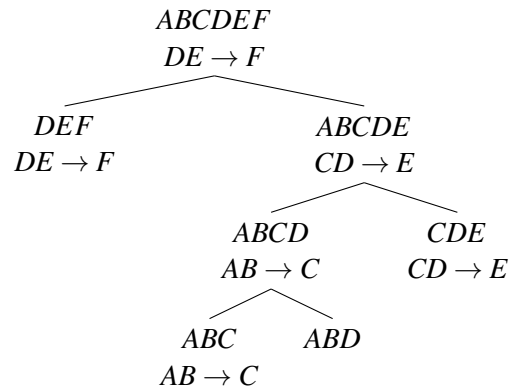 ABCDEF
DE → F
DEF
DE → F
ABCDE
CD → E
ABCD
AB → C
CDE
CD → E
ABC
AB → C
ABD